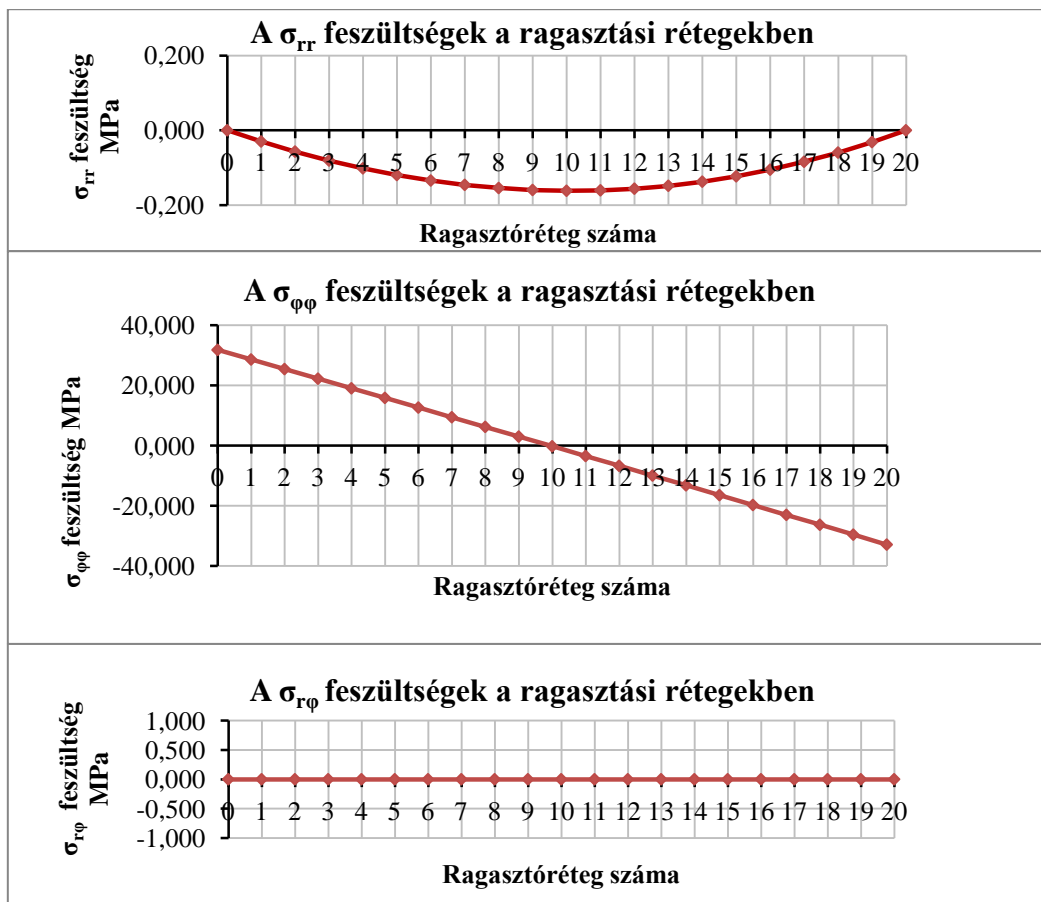 A σrr feszültségek a ragasztási rétegekben
σrr feszültség
MPa
0,200
0,000
-0,200
0 1 2 3 4 5 6 7 8 9 10 11 12 13 14 15 16 17 18 19 20
Ragasztóréteg száma
A σφφ feszültségek a ragasztási rétegekben
σφφ feszültség MPa
40,000
20,000
0,000
-20,000
-40,000
0 1 2 3 4 5 6 7 8 9 10 11 12 13 14 15 16 17 18 19 20
Ragasztóréteg száma
A σrφ feszültségek a ragasztási rétegekben
σrφ feszültség
MPa
1,000
0,500
0,000
-0,500
-1,000
0 1 2 3 4 5 6 7 8 9 10 11 12 13 14 15 16 17 18 19 20
Ragasztóréteg száma